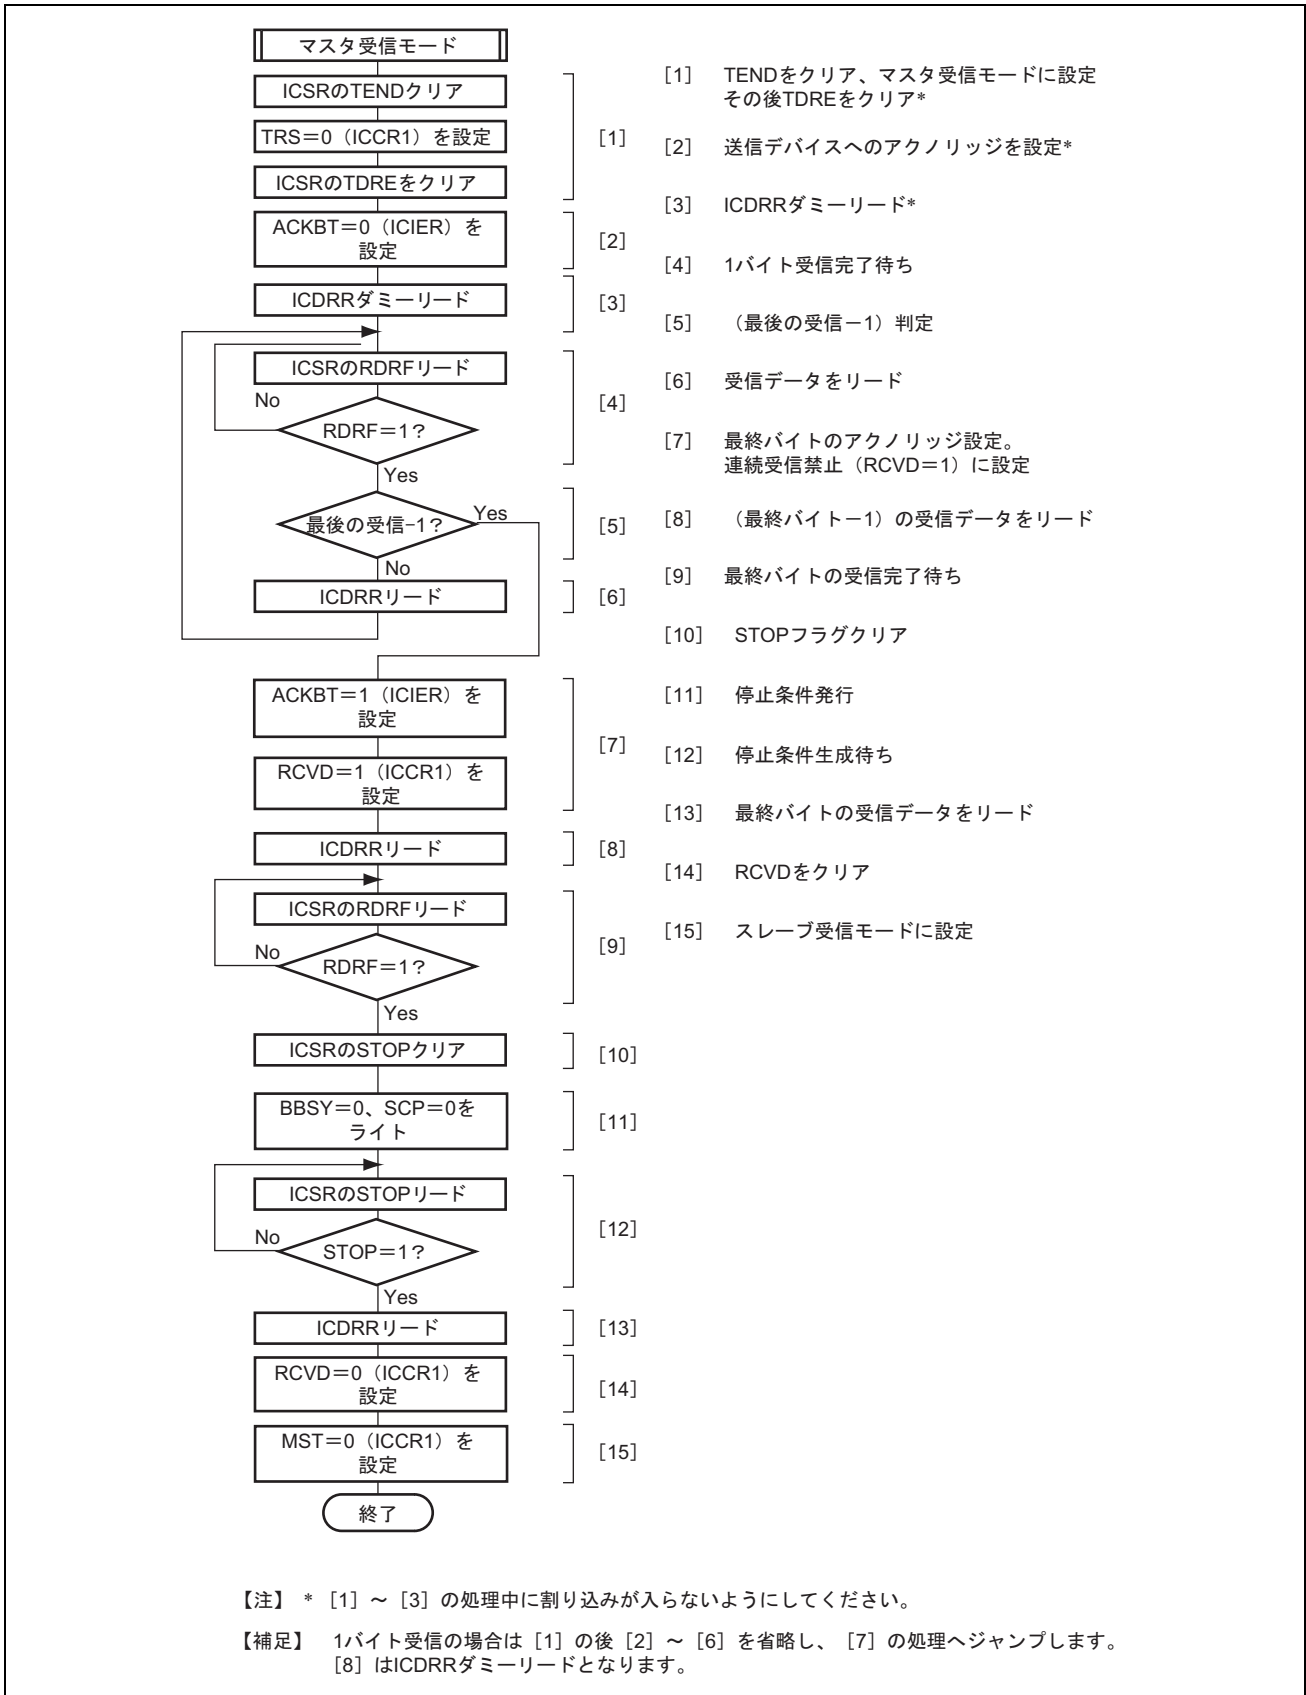 マスタ受信モード
ICSRのTENDクリア
TRS=0（ICCR1）を設定
ICSRのTDREをクリア
[1]
ACKBT=0（ICIER）を
設定
[2]
ICDRRダミーリード
[3]
ICSRのRDRFリード
No
RDRF=1?
[4]
Yes
最後の受信-1?
Yes
[5]
No
ICDRRリード
[6]
ACKBT=1（ICIER）を
設定
RCVD=1（ICCR1）を
設定
[7]
ICDRRリード
[8]
ICSRのRDRFリード
No
RDRF=1?
[9]
Yes
ICSRのSTOPクリア
[10]
BBSY=0、SCP=0を
ライト
[11]
ICSRのSTOPリード
No
STOP=1?
[12]
Yes
ICDRRリード
[13]
RCVD=0（ICCR1）を
設定
[14]
MST=0（ICCR1）を
設定
[15]
終了
[1] TENDをクリア、マスタ受信モードに設定
その後TDREをクリア*
[2] 送信デバイスへのアクノリッジを設定*
[3] ICDRRダミーリード*
[4] 1バイト受信完了待ち
[5] （最後の受信－1）判定
[6] 受信データをリード
[7] 最終バイトのアクノリッジ設定。
連続受信禁止（RCVD=1）に設定
[8] （最終バイト－1）の受信データをリード
[9] 最終バイトの受信完了待ち
[10] STOPフラグクリア
[11] 停止条件発行
[12] 停止条件生成待ち
[13] 最終バイトの受信データをリード
[14] RCVDをクリア
[15] スレーブ受信モードに設定
【注】 * [1]～[3]の処理中に割り込みが入らないようにしてください。
【補足】 1バイト受信の場合は[1]の後[2]～[6]を省略し、[7]の処理へジャンプします。
[8]はICDRRダミーリードとなります。